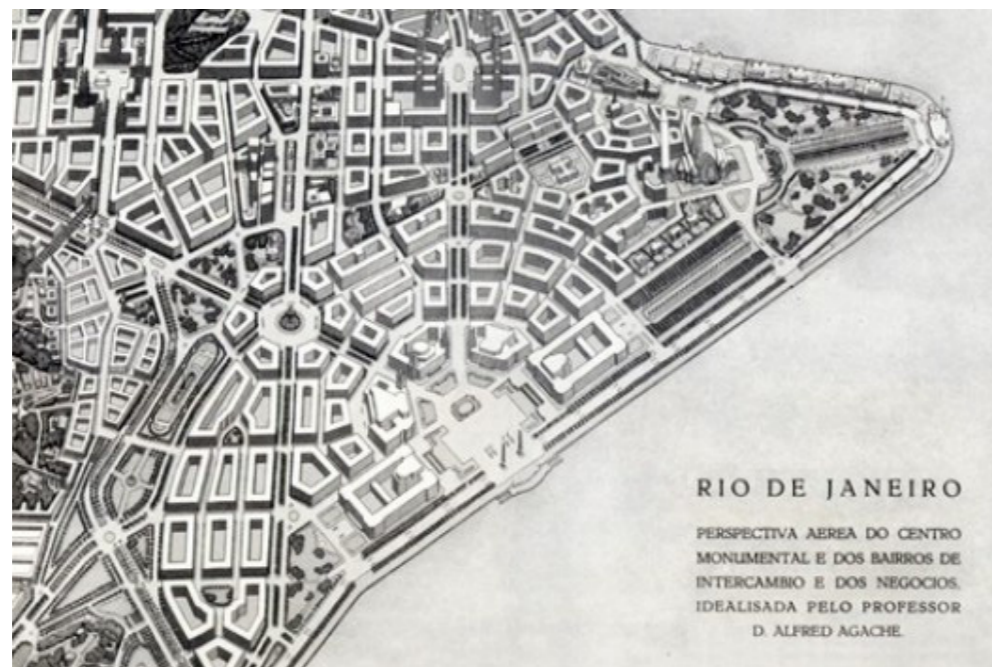 RIO DE JANEIRO
PERSPECTIVA AEREA DO CENTRO
MONUMENTAL E DOS BAIRROS DE
INTERCAMBIO E DOS NEGOCIOS.
IDEALISADA PELO PROFESSOR
D. ALFRED AGACHE.